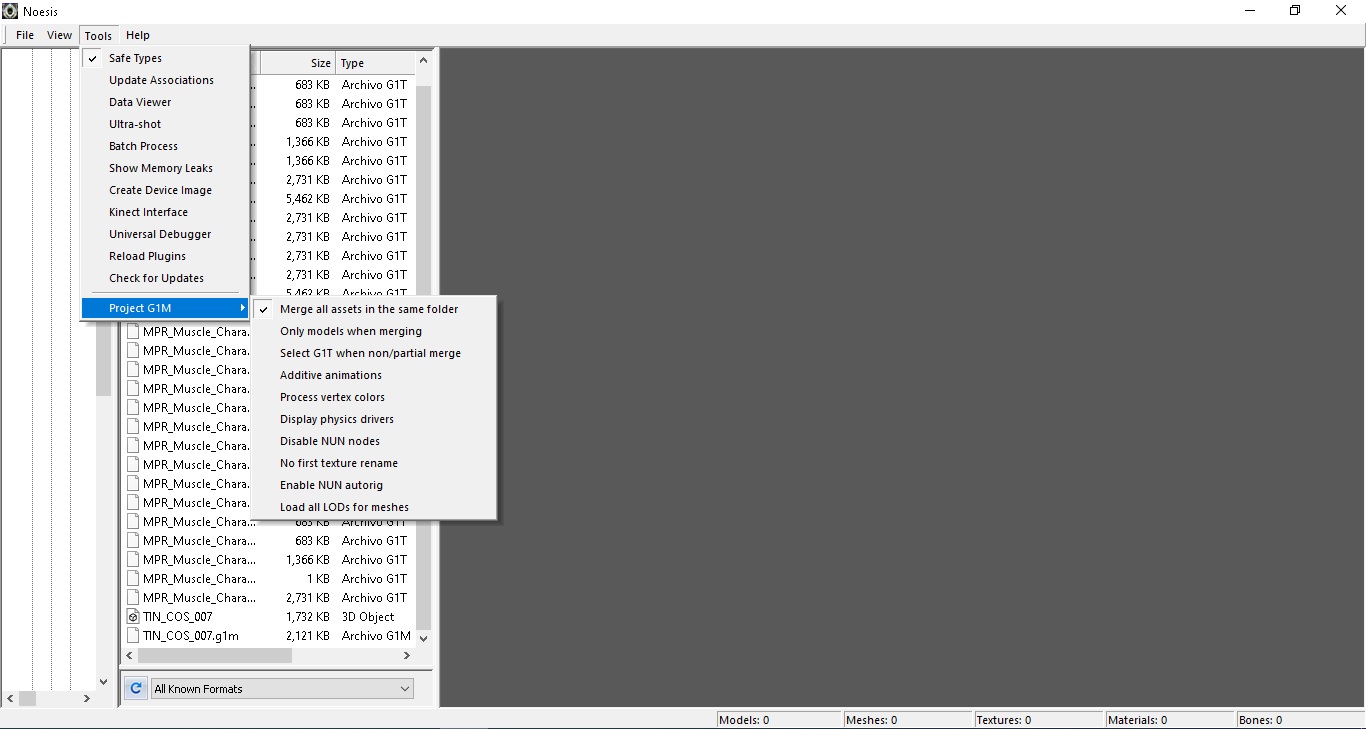 Noesis
File View Tools Help
Safe Types
Update Associations
Data Viewer
Ultra-shot
Batch Process
Show Memory Leaks
Create Device Image
Kinect Interface
Universal Debugger
Reload Plugins
Check for Updates
Project G1M
Merge all assets in the same folder
Only models when merging
Select G1T when non/partial merge
Additive animations
Process vertex colors
Display physics drivers
Disable NUN nodes
No first texture rename
Enable NUN autorig
Load all LODs for meshes
Size Type
... 683 KB Archivo G1T
... 683 KB Archivo G1T
... 683 KB Archivo G1T
... 1,366 KB Archivo G1T
... 1,366 KB Archivo G1T
... 2,731 KB Archivo G1T
... 5,462 KB Archivo G1T
... 2,731 KB Archivo G1T
... 2,731 KB Archivo G1T
... 2,731 KB Archivo G1T
... 2,731 KB Archivo G1T
... 5,462 KB Archivo G1T
MPR_Muscle_Chara.
MPR_Muscle_Chara.
MPR_Muscle_Chara.
MPR_Muscle_Chara.
MPR_Muscle_Chara.
MPR_Muscle_Chara.
MPR_Muscle_Chara.
MPR_Muscle_Chara.
MPR_Muscle_Chara.
MPR_Muscle_Chara.
MPR_Muscle_Chara... 683 KB Archivo G1T
MPR_Muscle_Chara... 683 KB Archivo G1T
MPR_Muscle_Chara... 1,366 KB Archivo G1T
MPR_Muscle_Chara... 1 KB Archivo G1T
MPR_Muscle_Chara... 2,731 KB Archivo G1T
TIN_COS_007 1,732 KB 3D Object
TIN_COS_007.g1m 2,121 KB Archivo G1M
All Known Formats
Models: 0 Meshes: 0 Textures: 0 Materials: 0 Bones: 0